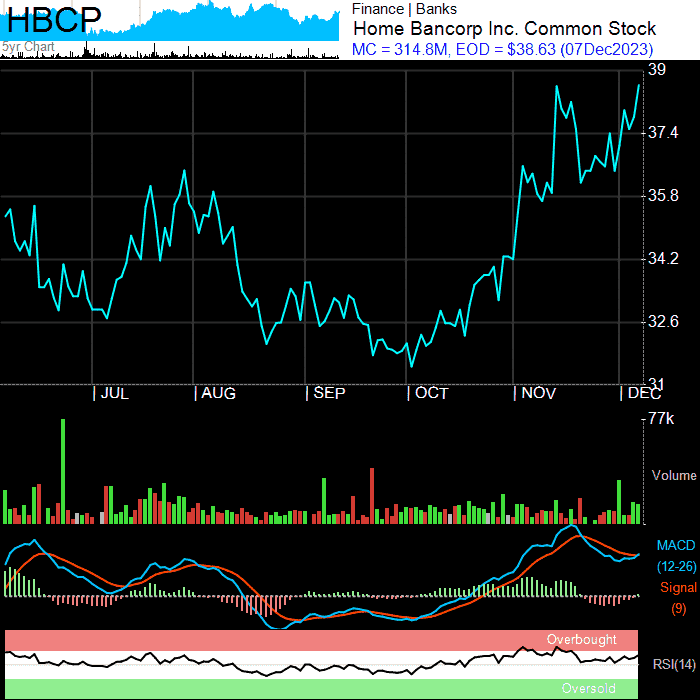 HBCP
5yr Chart
Finance | Banks
Home Bancorp Inc. Common Stock
MC = 314.8M, EOD = $38.63 (07Dec2023)
39
37.4
35.8
34.2
32.6
31
| JUL | AUG | SEP | OCT | NOV | DEC
77k
Volume
MACD
(12-26)
Signal
(9)
Overbought
RSI(14)
Oversold